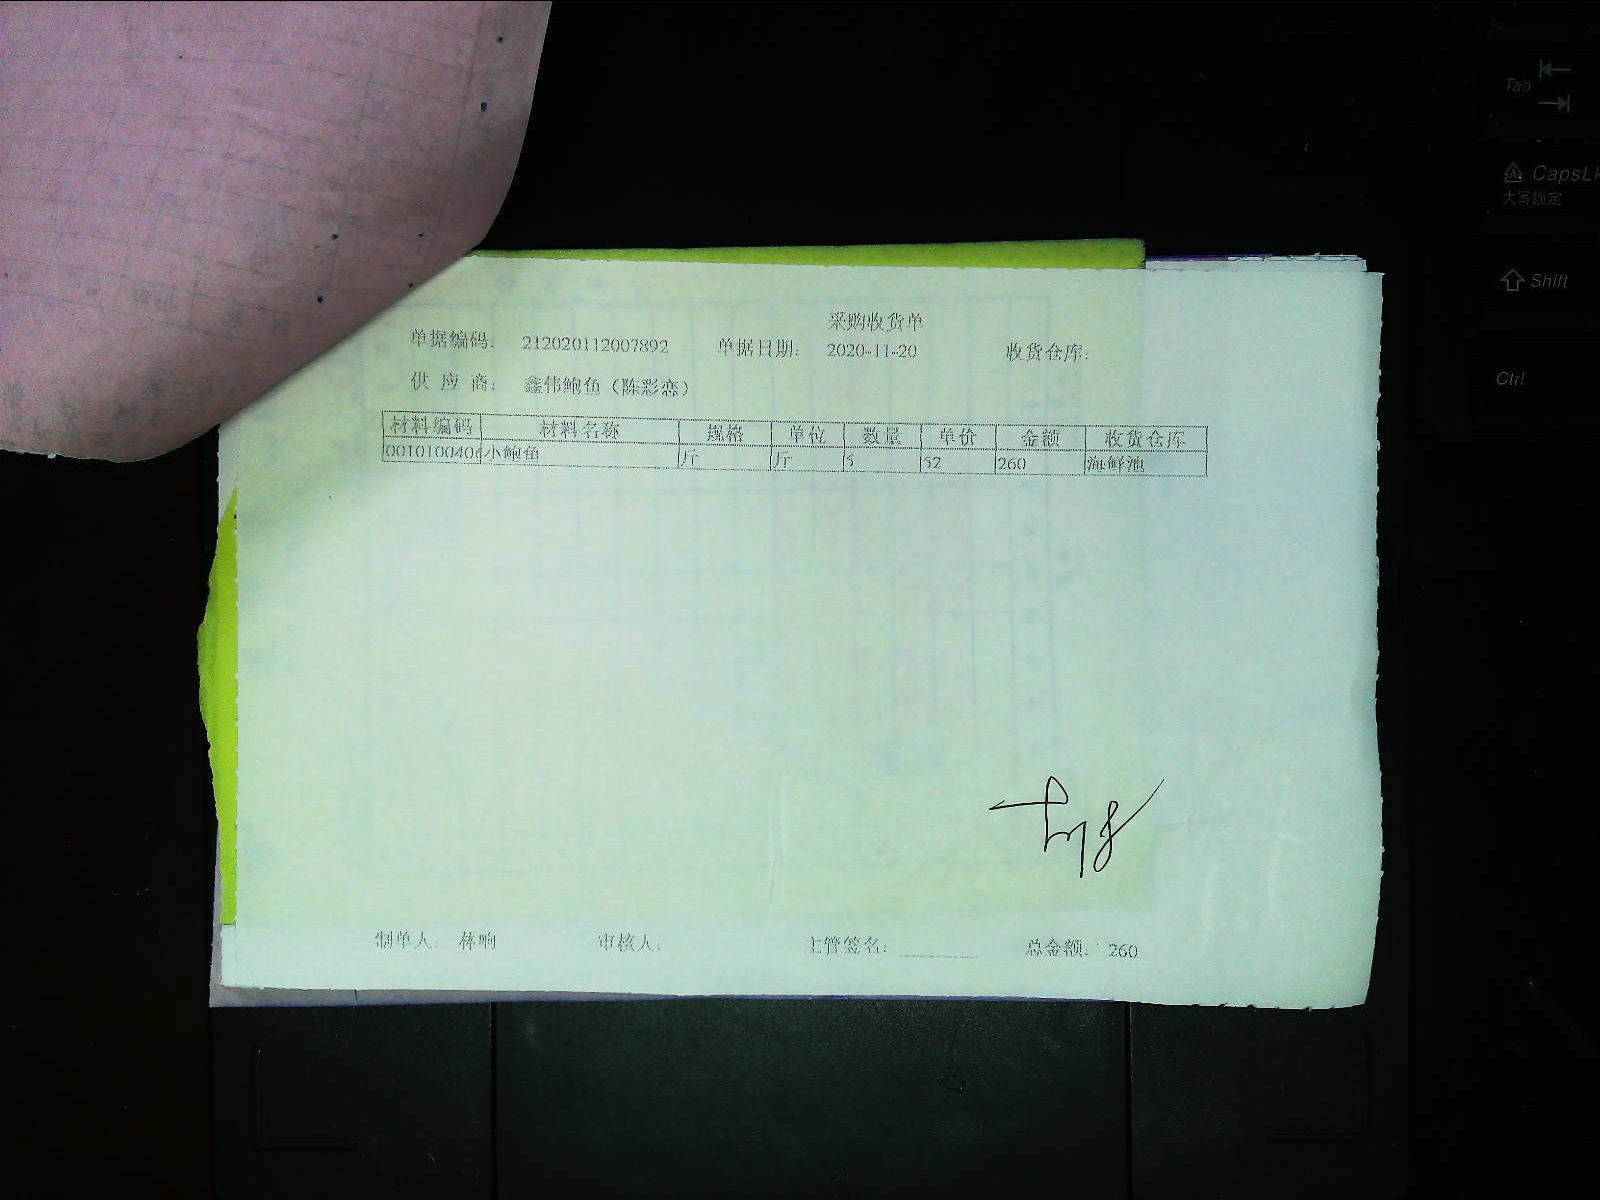 采购收货单
单据编码: 212020112007892 单据日期: 2020-11-20 收货仓库:
供 应 商: 鑫伟鲍鱼（陈彩恋）
材料编码 材料名称 规格 单位 数量 单价 金额 收货仓库
0010100406 小鲍鱼 斤 斤 5 52 260 海鲜池
制单人: 林响 审核人: 主管签名: 总金额: 260
Tab
CapsLk
大写锁定
Shift
Ctrl